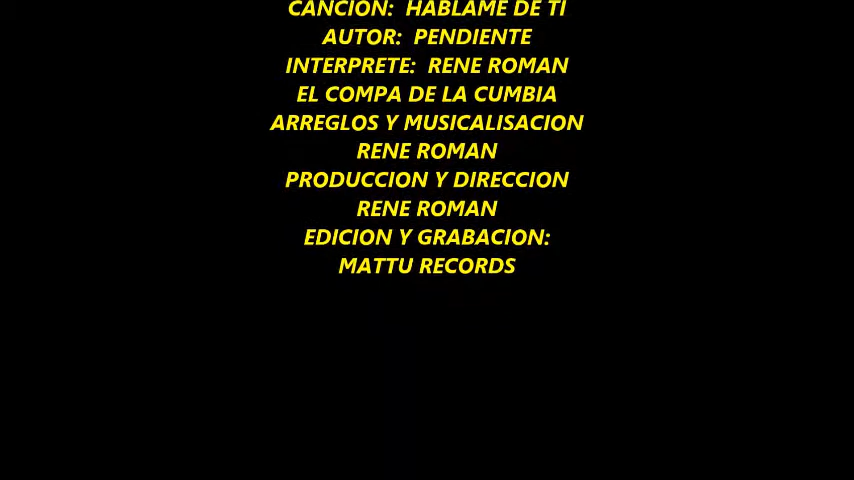 CANCION:  HABLAME DE TI
AUTOR:  PENDIENTE
INTERPRETE:  RENE ROMAN
EL COMPA DE LA CUMBIA
ARREGLOS Y MUSICALISACION
RENE ROMAN
PRODUCCION Y DIRECCION
RENE ROMAN
EDICION Y GRABACION:
MATTU RECORDS